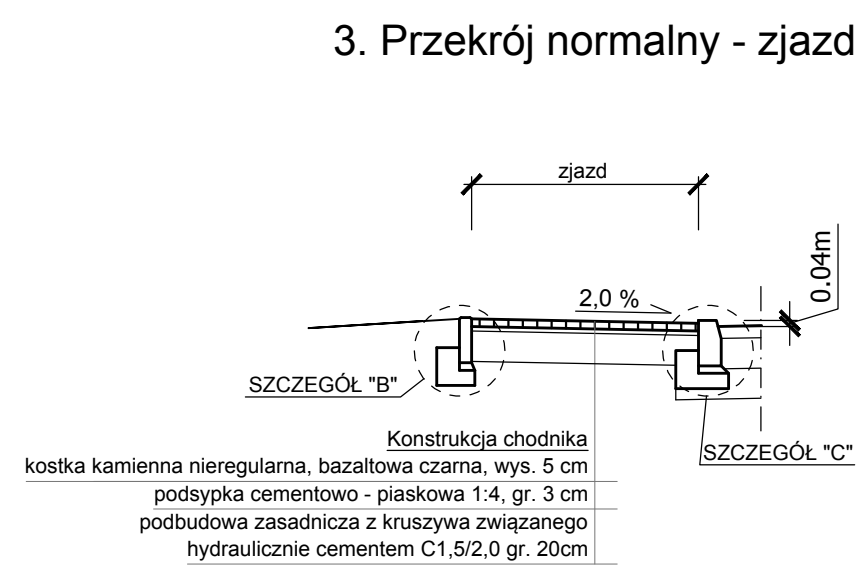 3. Przekrój normalny - zjazd
zjazd
0.04m
2,0 %
SZCZEGÓŁ "B"
SZCZEGÓŁ "C"
Konstrukcja chodnika
kostka kamienna nieregularna, bazaltowa czarna, wys. 5 cm
podsypka cementowo - piaskowa 1:4, gr. 3 cm
podbudowa zasadnicza z kruszywa związanego
hydraulicznie cementem C1,5/2,0 gr. 20cm